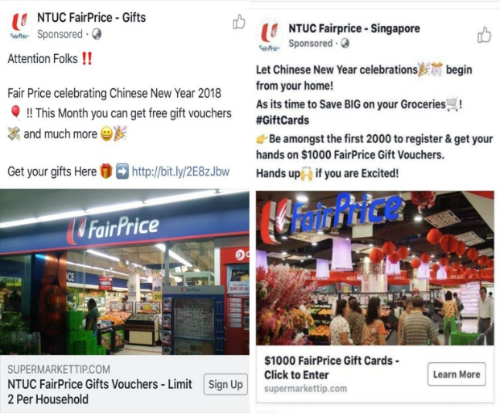 NTUC FairPrice - Gifts
Sponsored ·
Attention Folks ‼
Fair Price celebrating Chinese New Year 2018
🎈 !! This Month you can get free gift vouchers
💸 and much more 😄🎉
Get your gifts Here 🎁 ➡ http://bit.ly/2E8zJbw
FairPrice
SUPERMARKETTIP.COM
NTUC FairPrice Gifts Vouchers - Limit
2 Per Household
Sign Up
NTUC Fairprice - Singapore
Sponsored ·
Let Chinese New Year celebrations🎉🎊 begin
from your home!
As its time to Save BIG on your Groceries🛒!
#GiftCards
👉Be amongst the first 2000 to register & get your
hands on $1000 FairPrice Gift Vouchers.
Hands up🙌 if you are Excited!
FairPrice
$1000 FairPrice Gift Cards -
Click to Enter
supermarkettip.com
Learn More